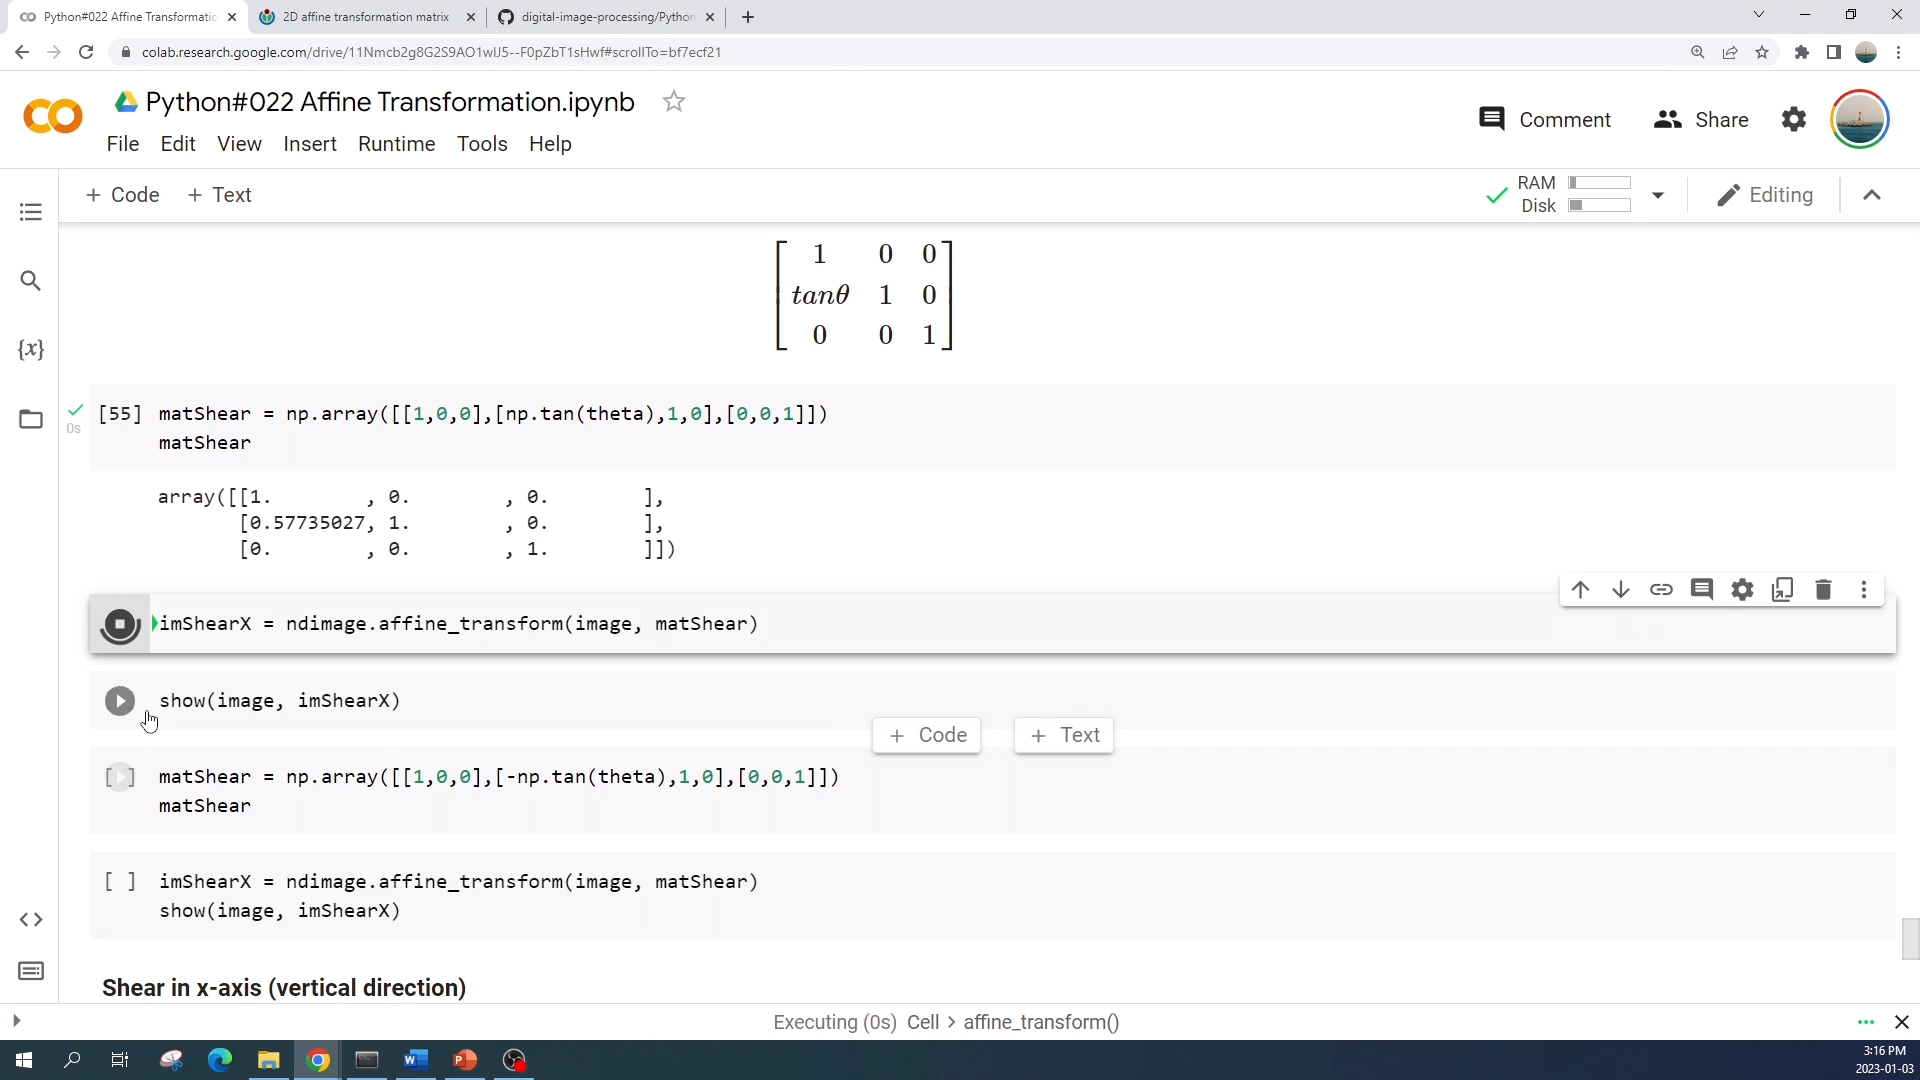 Python#022 Affine Transformatic
2D affine transformation matrix
digital-image-processing/Python
colab.research.google.com/drive/11Nmcb2g8G2S9AO1wIJ5--F0pZbT1sHwf#scrollTo=bf7ecf21
Python#022 Affine Transformation.ipynb
File Edit View Insert Runtime Tools Help
Comment
Share
+ Code + Text
RAM
Disk
Editing
1 0 0
tanθ 1 0
0 0 1
{x}
[55] matShear = np.array([[1,0,0],[np.tan(theta),1,0],[0,0,1]])
0s
matShear
array([[1. , 0. , 0. ],
[0.57735027, 1. , 0. ],
[0. , 0. , 1. ]])
imShearX = ndimage.affine_transform(image, matShear)
show(image, imShearX)
+ Code + Text
[ ] matShear = np.array([[1,0,0],[-np.tan(theta),1,0],[0,0,1]])
matShear
[ ] imShearX = ndimage.affine_transform(image, matShear)
show(image, imShearX)
Shear in x-axis (vertical direction)
Executing (0s) Cell > affine_transform()
3:16 PM
2023-01-03